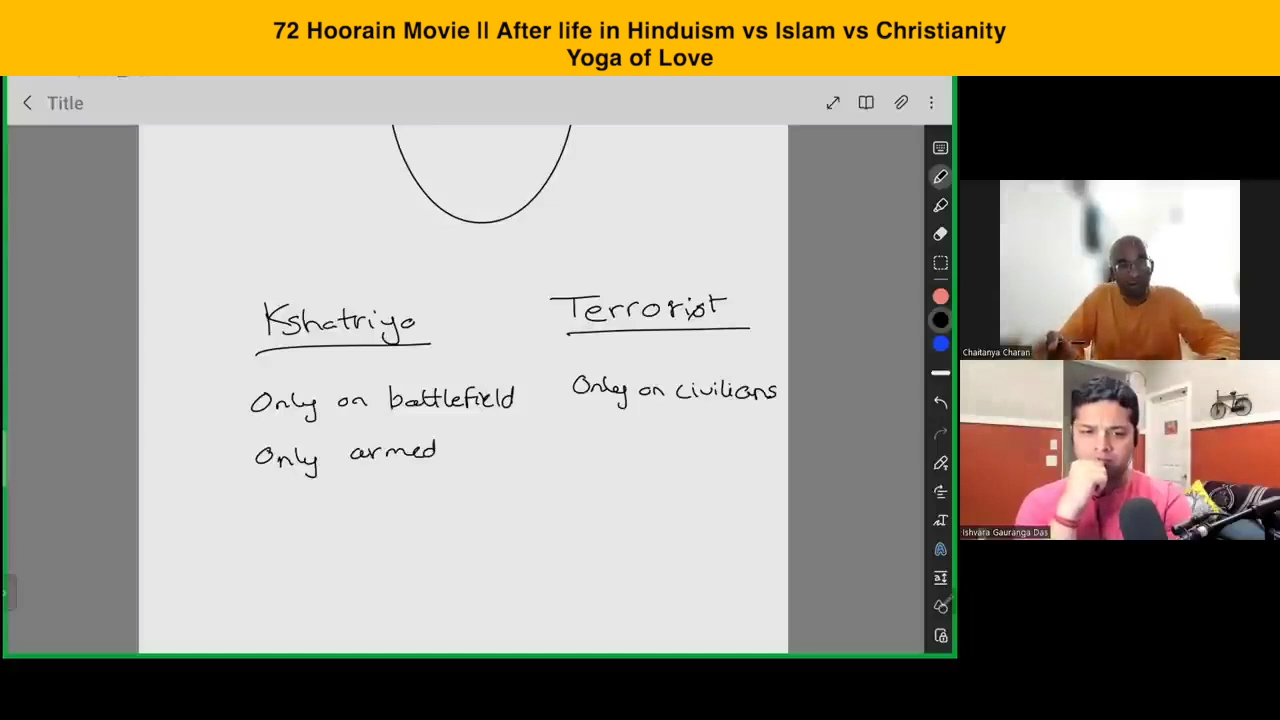 72 Hoorain Movie || After life in Hinduism vs Islam vs Christianity
Yoga of Love
Title
Kshatriya
Terrorist
Only on battlefield
Only on civilians
Only armed
Chaitanya Charan
Ishvara Gauranga Das